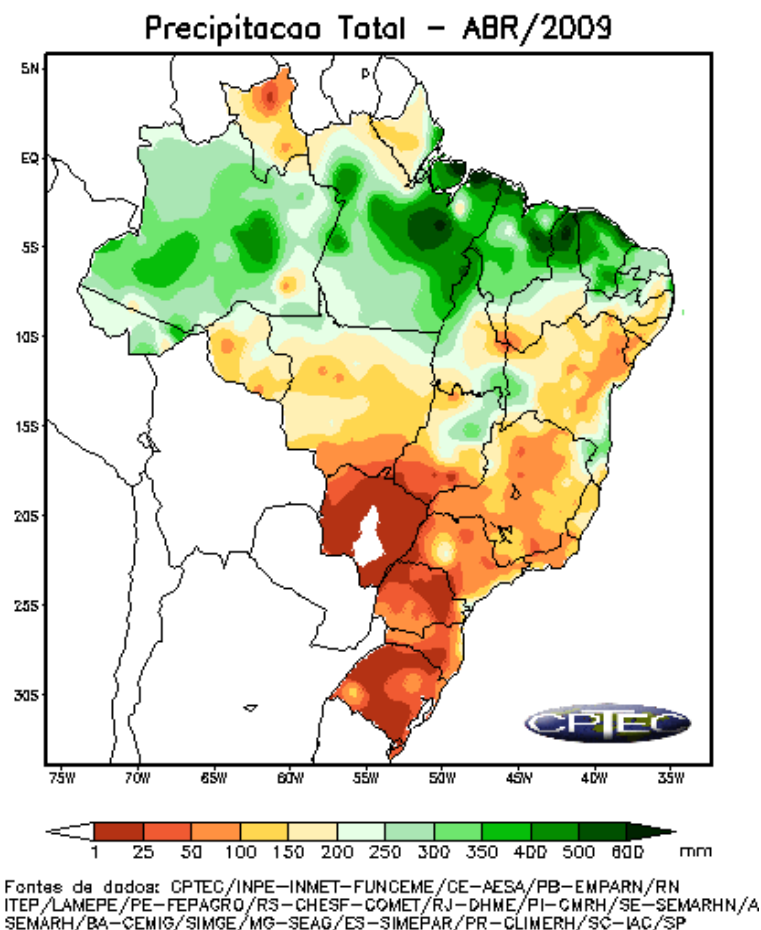 Precipitacao Total - ABR/2009
5N
EQ
5S
10S
15S
20S
25S
30S
75W 70W 65W 60W 55W 50W 45W 40W 35W
CPTEC
1 25 50 100 150 200 250 300 350 400 500 600 mm
Fontes de dados: CPTEC/INPE-INMET-FUNCEME/CE-AESA/PB-EMPARN/RN
ITEP/LAMEPE/PE-FEPAGRO/RS-CHESF-COMET/RJ-DHME/PI-CMRH/SE-SEMARHN/A
SEMARH/BA-CEMIG/SIMGE/MG-SEAG/ES-SIMEPAR/PR-CLIMERH/SC-IAC/SP